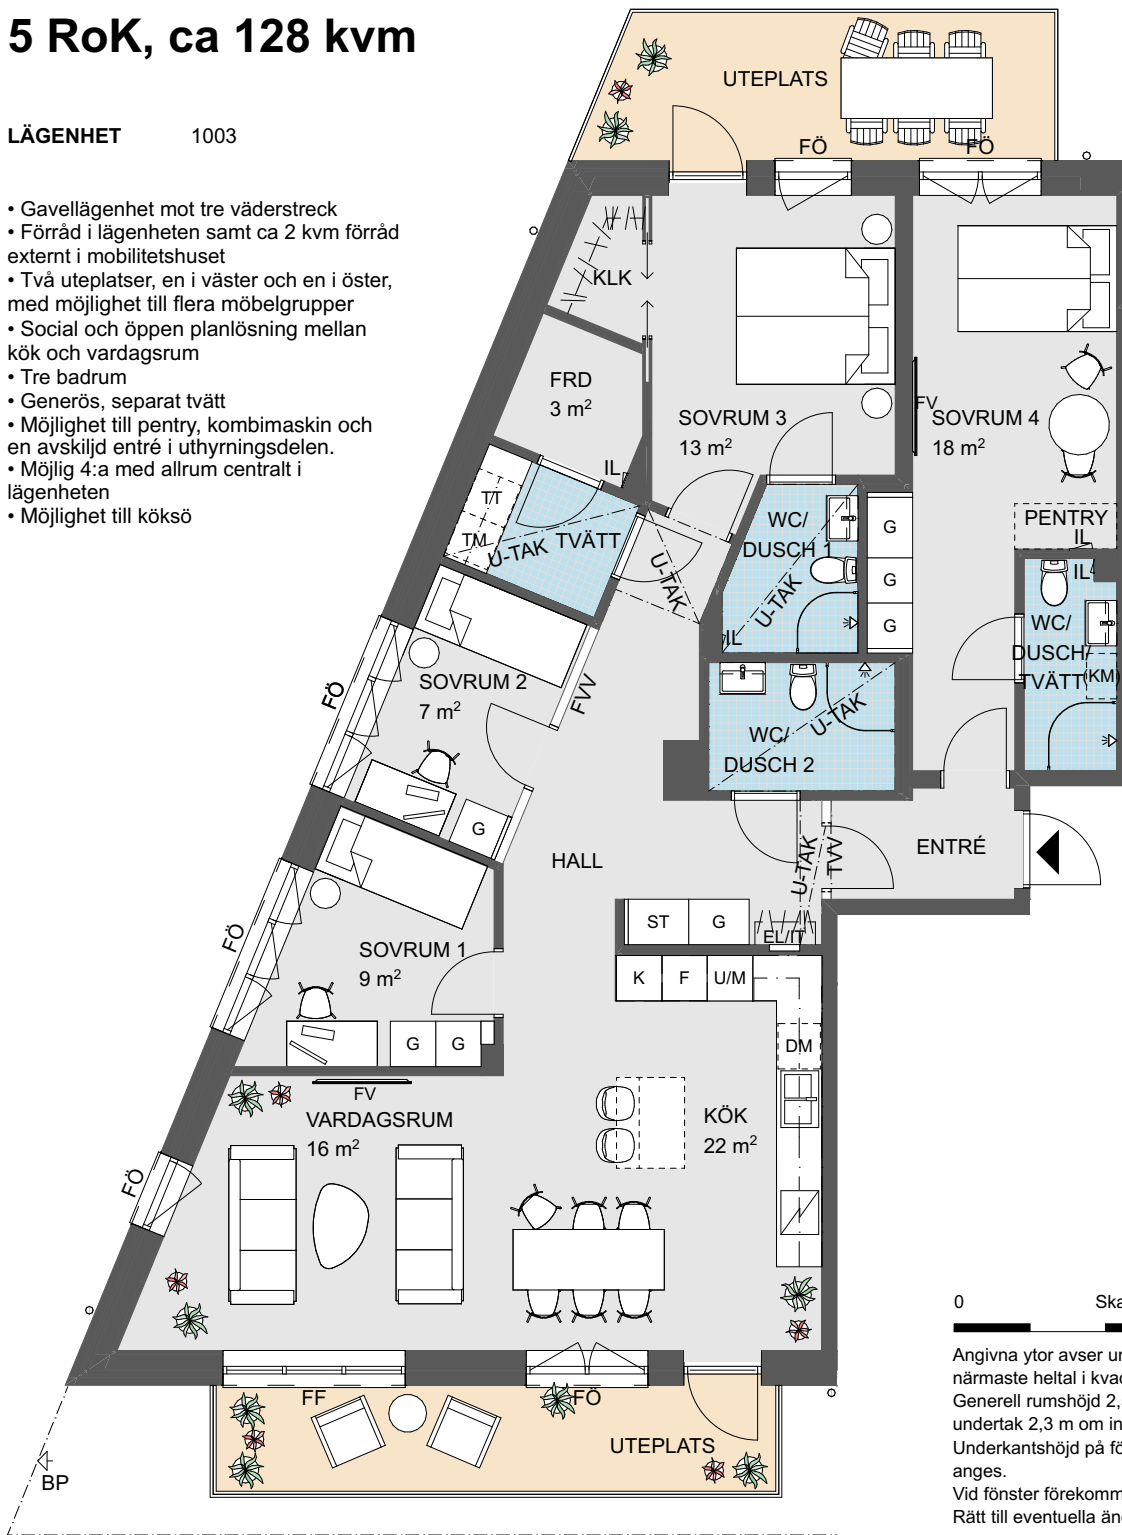 5 RoK, ca 128 kvm
LÄGENHET 1003
• Gavellägenhet mot tre väderstreck
• Förråd i lägenheten samt ca 2 kvm förråd
externt i mobilitetshuset
• Två uteplatser, en i väster och en i öster,
med möjlighet till flera möbelgrupper
• Social och öppen planlösning mellan
kök och vardagsrum
• Tre badrum
• Generös, separat tvätt
• Möjlighet till pentry, kombimaskin och
en avskiljd entré i uthyrningsdelen.
• Möjlig 4:a med allrum centralt i
lägenheten
• Möjlighet till köksö
UTEPLATS
FÖ
FÖ
KLK
FRD
3 m²
SOVRUM 3
13 m²
FV
SOVRUM 4
18 m²
IL
TT
TM
U-TAK
TVÄTT
U-TAK
WC/
DUSCH 1
U-TAK
IL
G
G
G
PENTRY
IL
IL
WC/
DUSCH/
TVÄTT
KM
SOVRUM 2
7 m²
FÖ
FVV
G
WC/
DUSCH 2
U-TAK
HALL
U-TAK
TVV
ENTRÉ
ST
G
EL/IT
SOVRUM 1
9 m²
FÖ
G
G
K
F
U/M
DM
FV
VARDAGSRUM
16 m²
KÖK
22 m²
FÖ
FF
FÖ
UTEPLATS
BP
0 Ska
Angivna ytor avser un
närmaste heltal i kvad
Generell rumshöjd 2,
undertak 2,3 m om in
Underkantshöjd på fö
anges.
Vid fönster förekomm
Rätt till eventuella änd